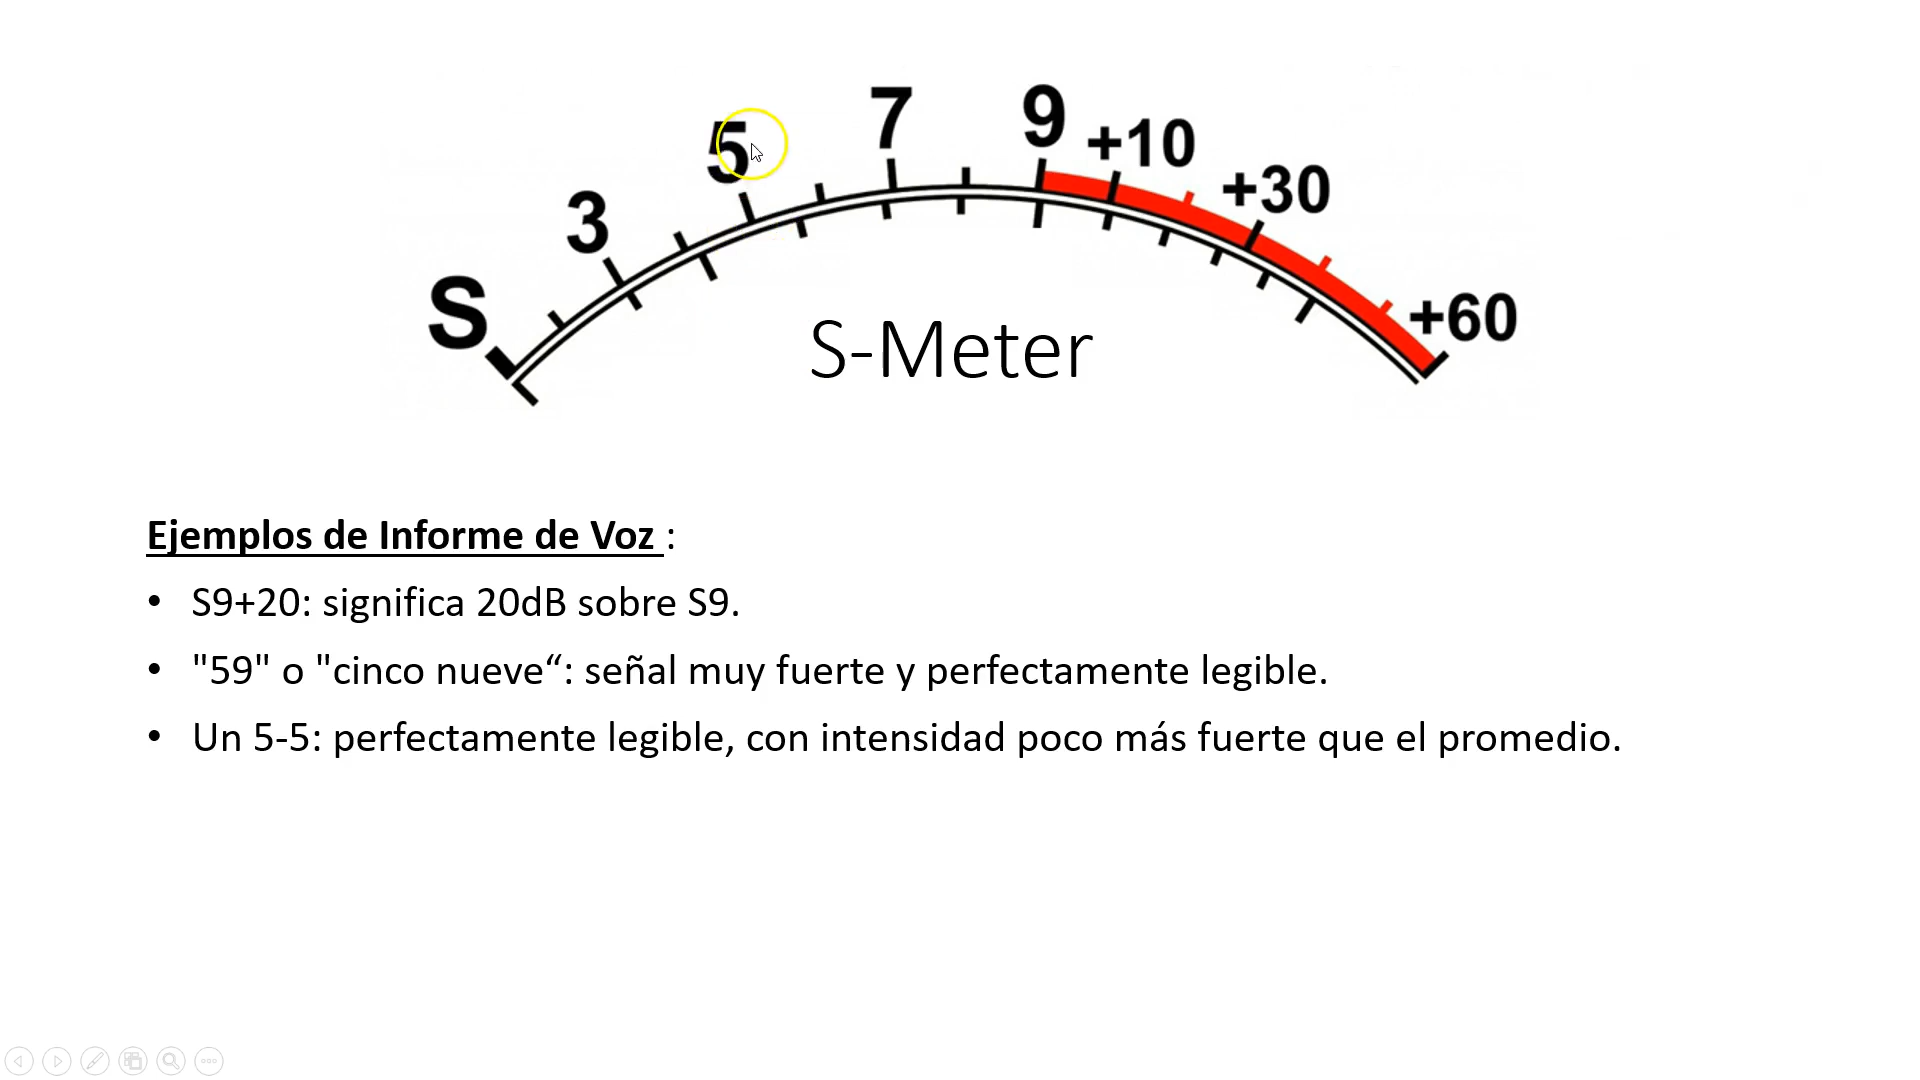 S 3 5 7 9 +10 +30 +60
S-Meter
Ejemplos de Informe de Voz :
• S9+20: significa 20dB sobre S9.
• "59" o "cinco nueve“: señal muy fuerte y perfectamente legible.
• Un 5-5: perfectamente legible, con intensidad poco más fuerte que el promedio.